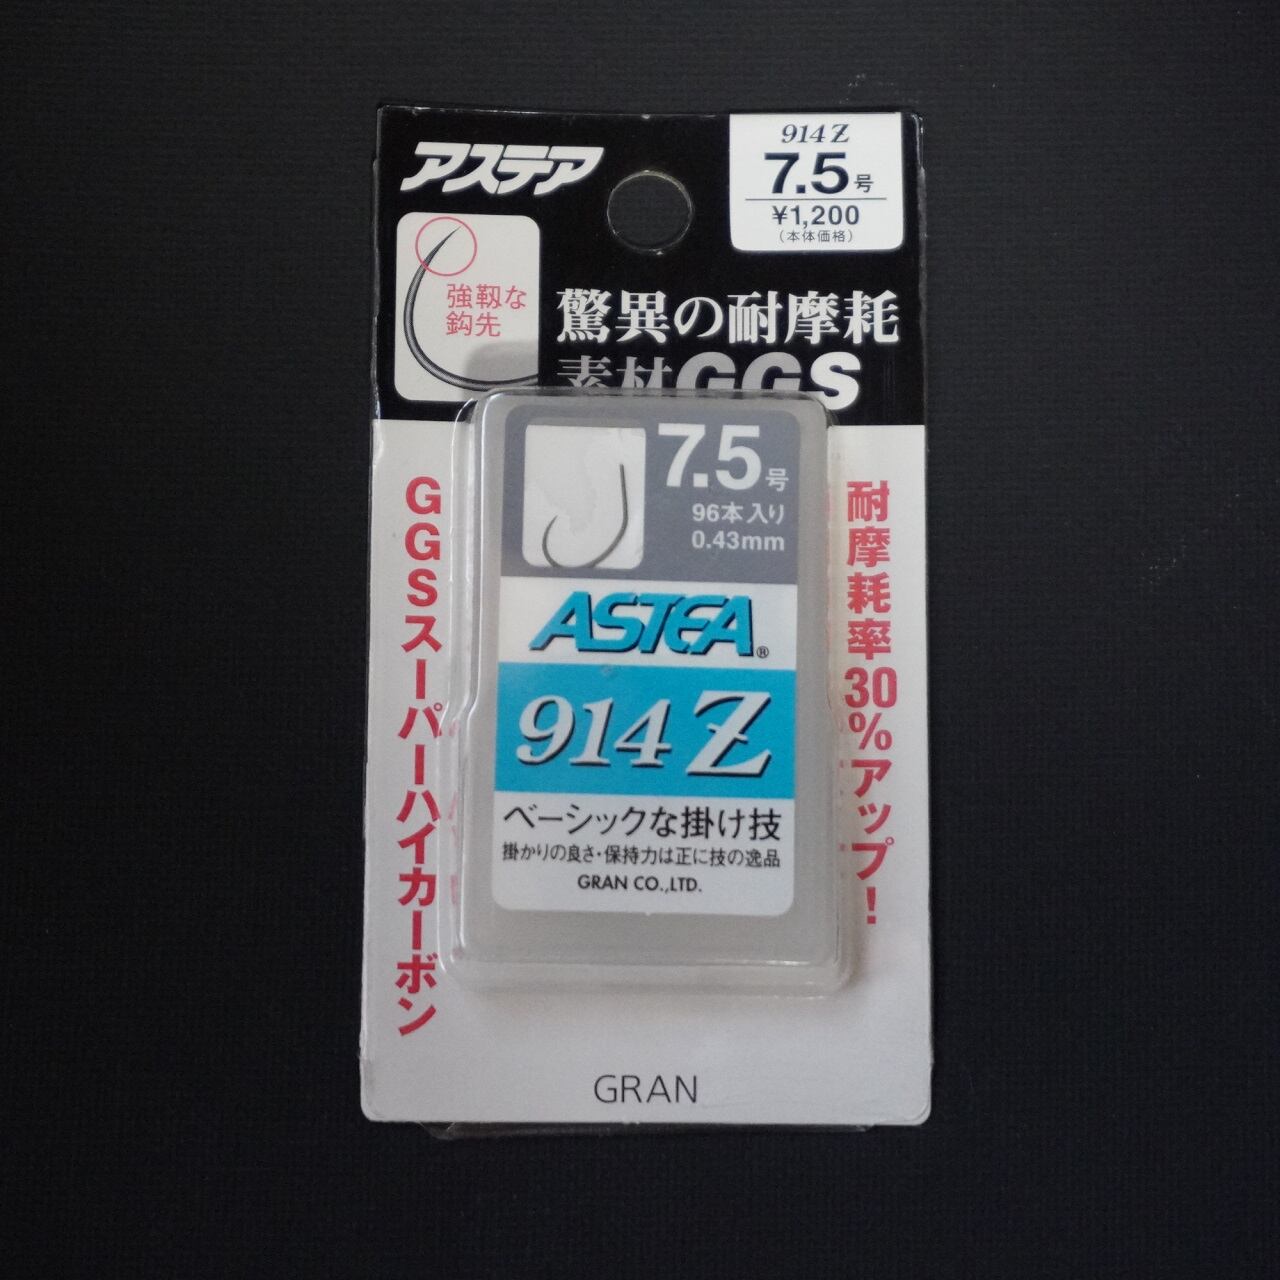 アステア
914Z
7.5号
¥1,200
(本体価格)
強靱な
鈎先
驚異の耐摩耗
素材GGS
7.5号
96本入り
0.43mm
ASTEA®
914Z
ベーシックな掛け技
掛かりの良さ・保持力は正に技の逸品
GRAN CO.,LTD.
GGSスーパーハイカーボン
耐摩耗率30%アップ!
GRAN